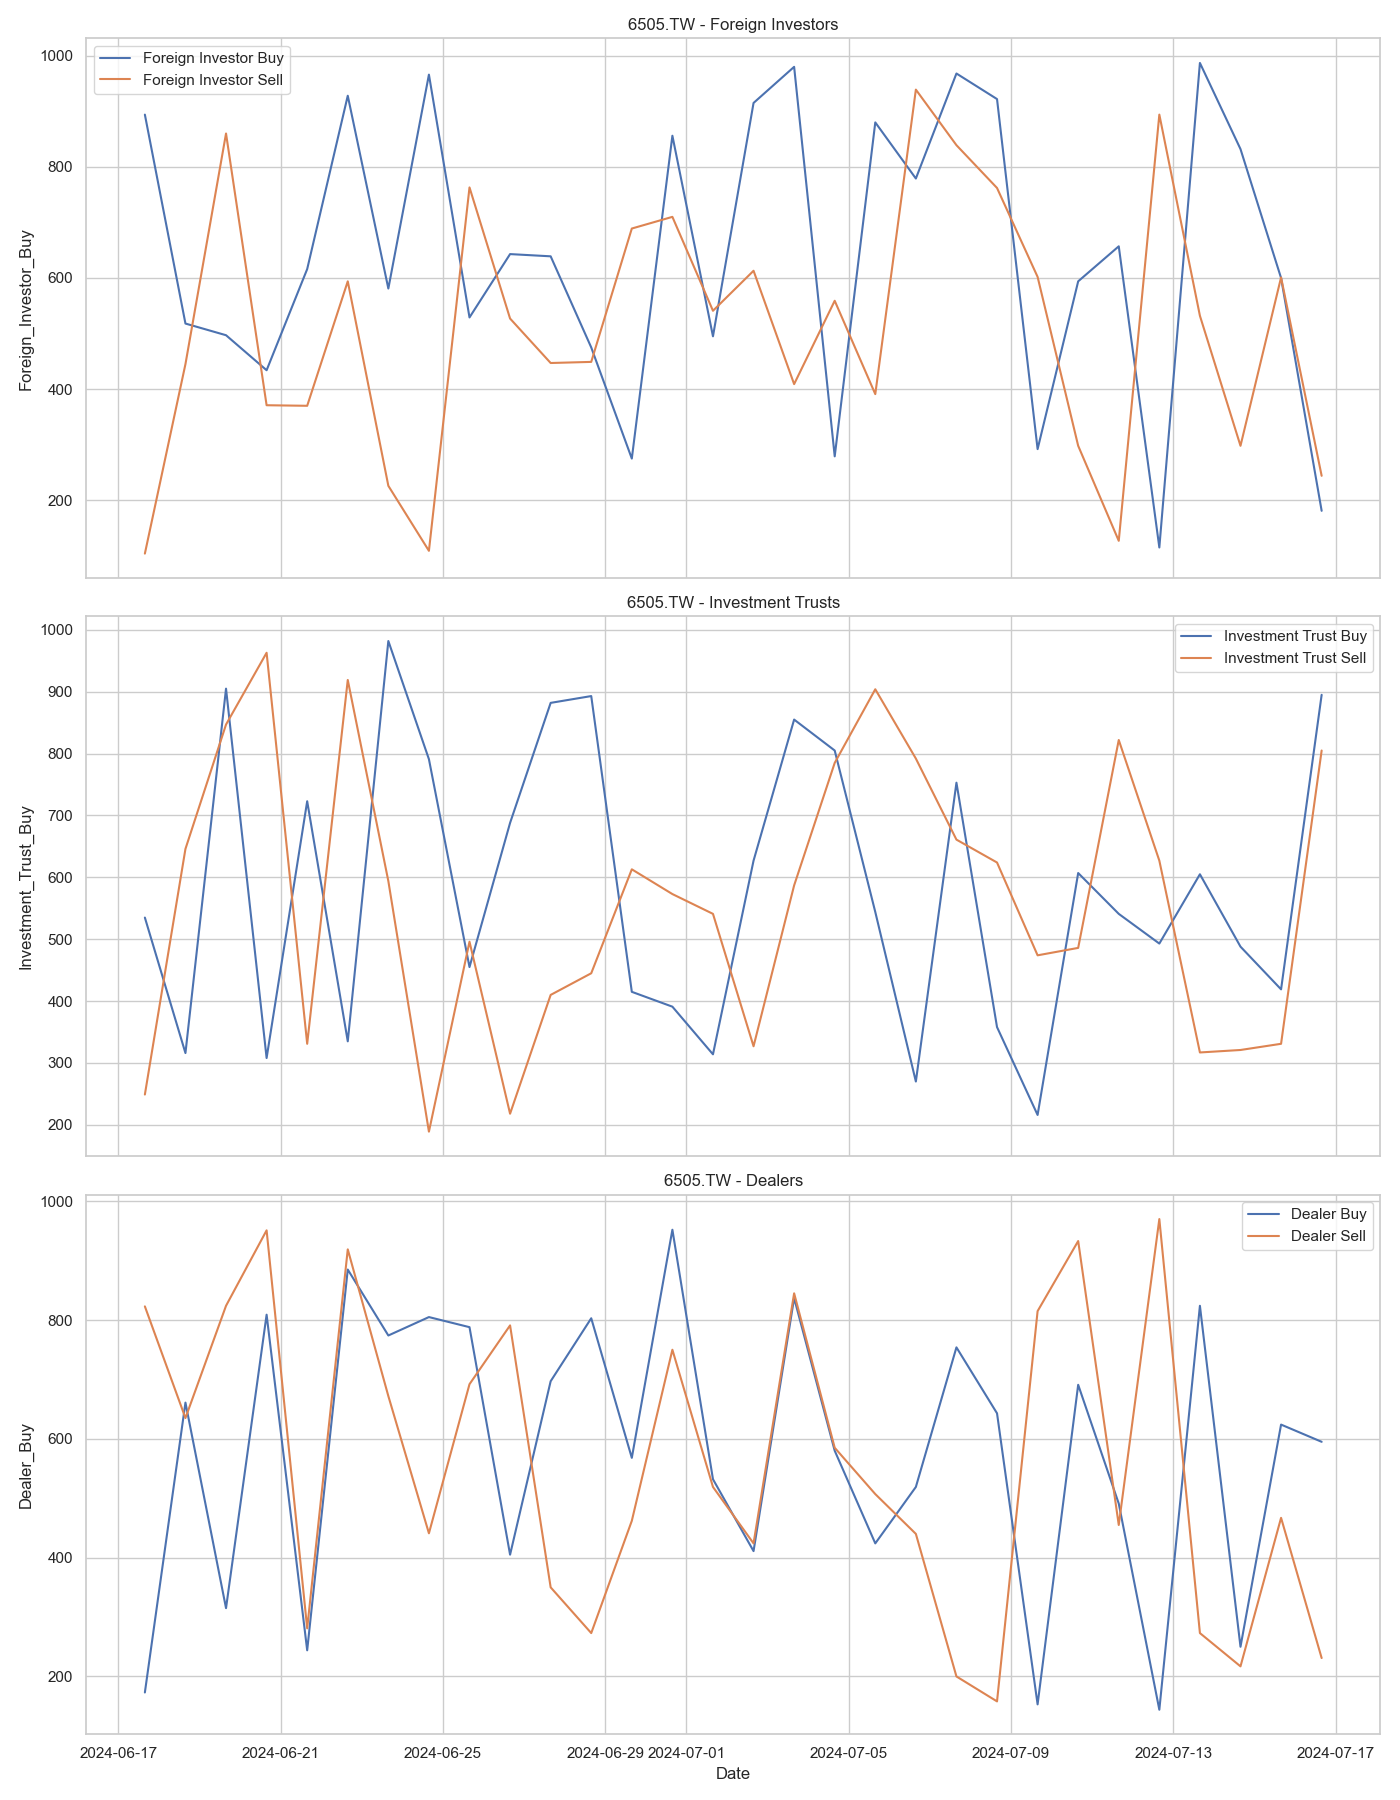 6505.TW - Foreign Investors
Foreign Investor Buy
Foreign Investor Sell
1000
800
600
400
200
Foreign_Investor_Buy
6505.TW - Investment Trusts
Investment Trust Buy
Investment Trust Sell
1000
900
800
700
600
500
400
300
200
Investment_Trust_Buy
6505.TW - Dealers
Dealer Buy
Dealer Sell
1000
800
600
400
200
Dealer_Buy
2024-06-17 2024-06-21 2024-06-25 2024-06-29 2024-07-01 2024-07-05 2024-07-09 2024-07-13 2024-07-17
Date